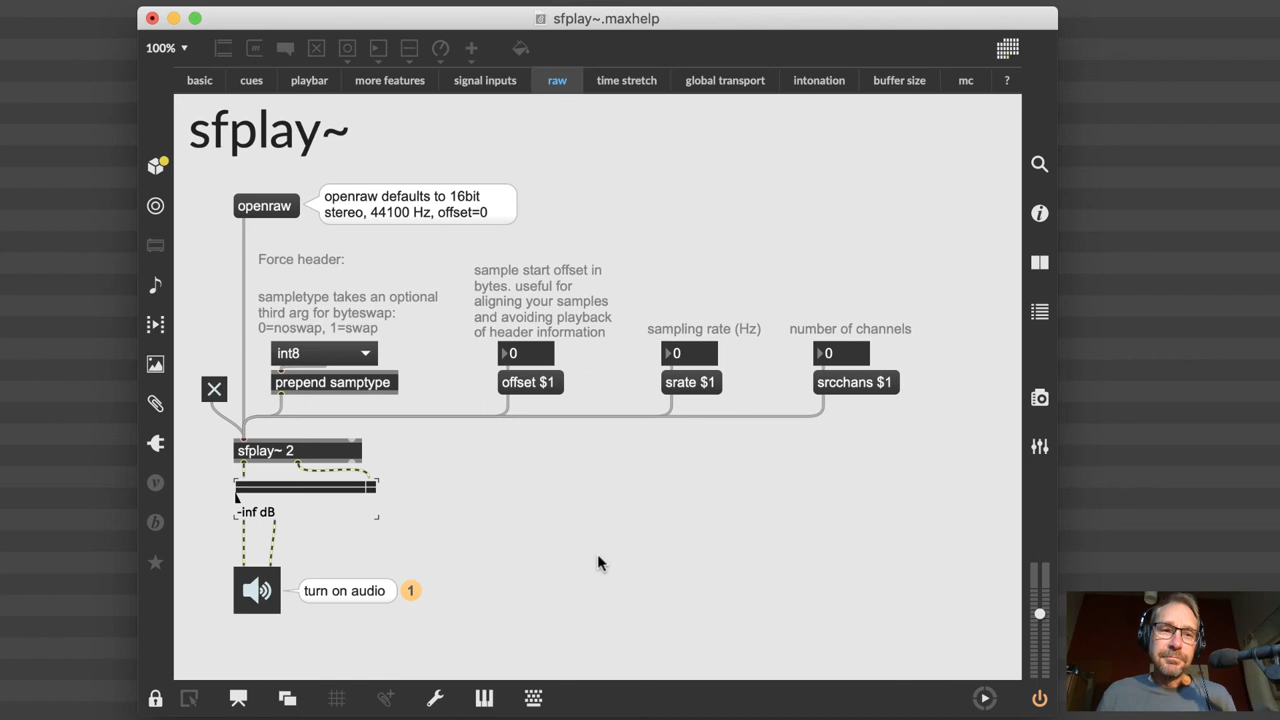 sfplay~.maxhelp
100%
basic
cues
playbar
more features
signal inputs
raw
time stretch
global transport
intonation
buffer size
mc
?
sfplay~
openraw
openraw defaults to 16bit
stereo, 44100 Hz, offset=0
Force header:
sampletype takes an optional
third arg for byteswap:
0=noswap, 1=swap
sample start offset in
bytes. useful for
aligning your samples
and avoiding playback
of header information
sampling rate (Hz)
number of channels
int8
0
0
0
prepend samptype
offset $1
srate $1
srcchans $1
sfplay~ 2
-inf dB
turn on audio
1